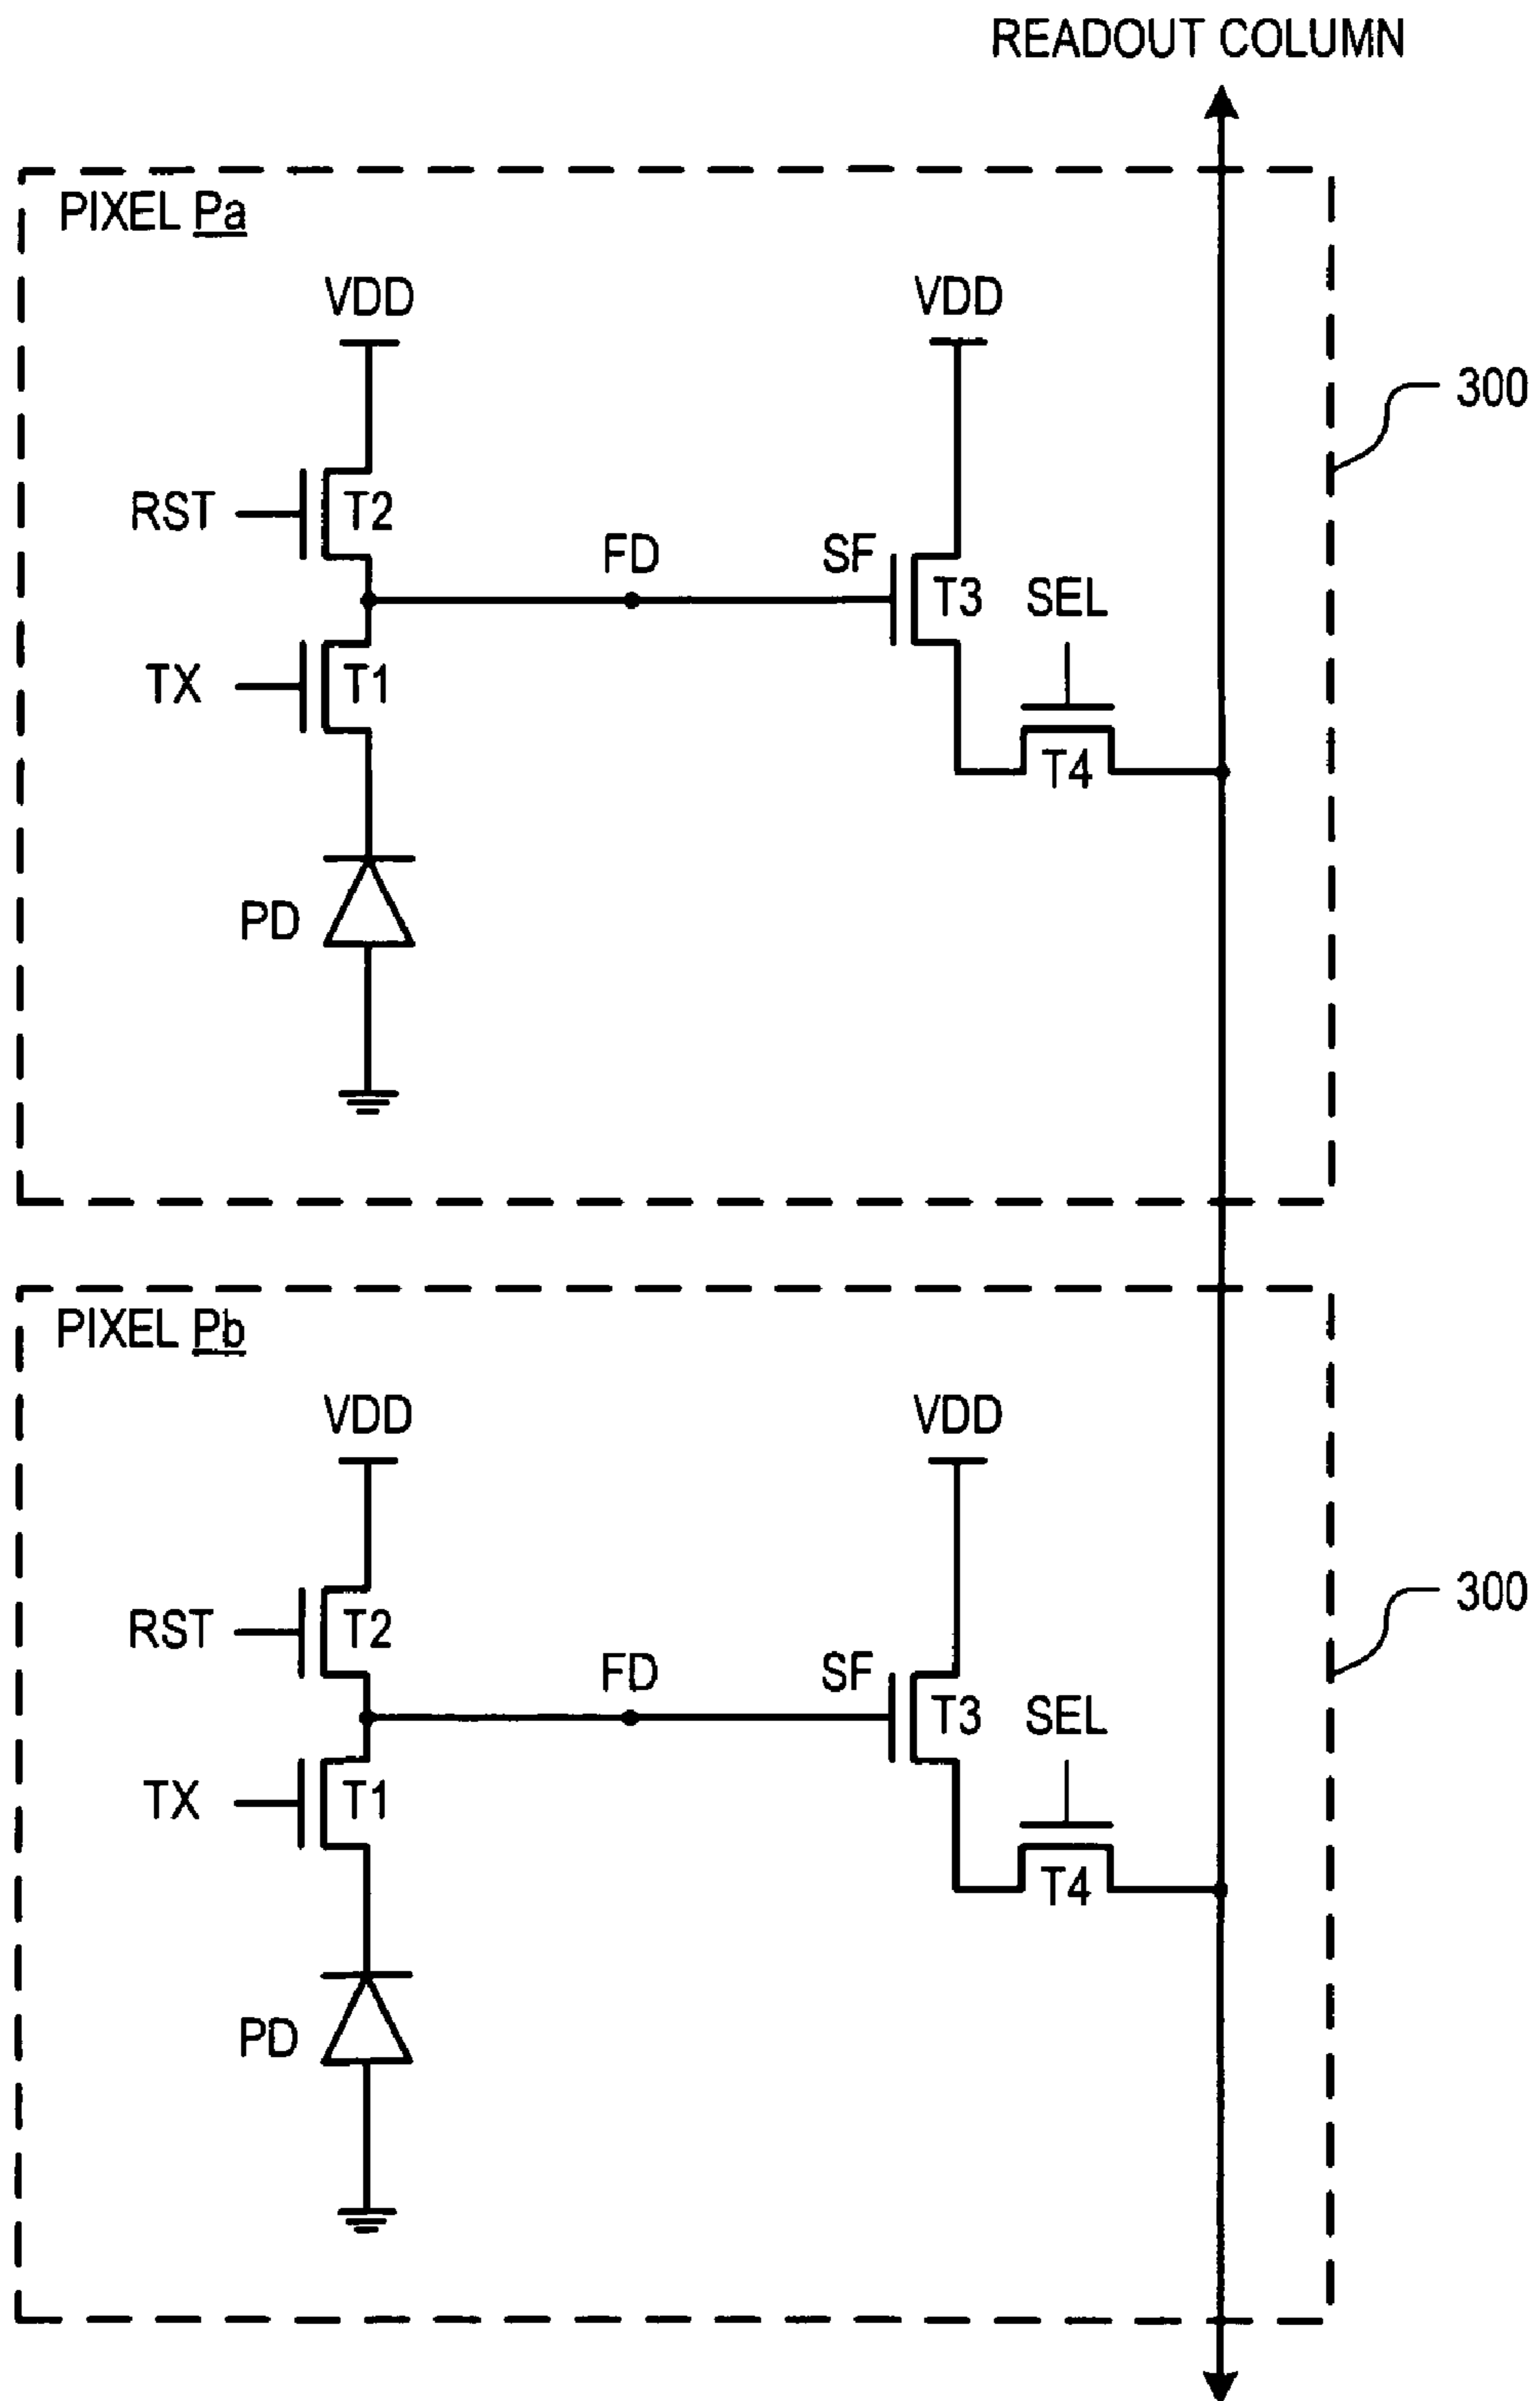 READOUT COLUMN
PIXEL Pa
VDD
VDD
300
RST
T2
FD
SF
T3
SEL
TX
T1
T4
PD
PIXEL Pb
VDD
VDD
300
RST
T2
FD
SF
T3
SEL
TX
T1
T4
PD